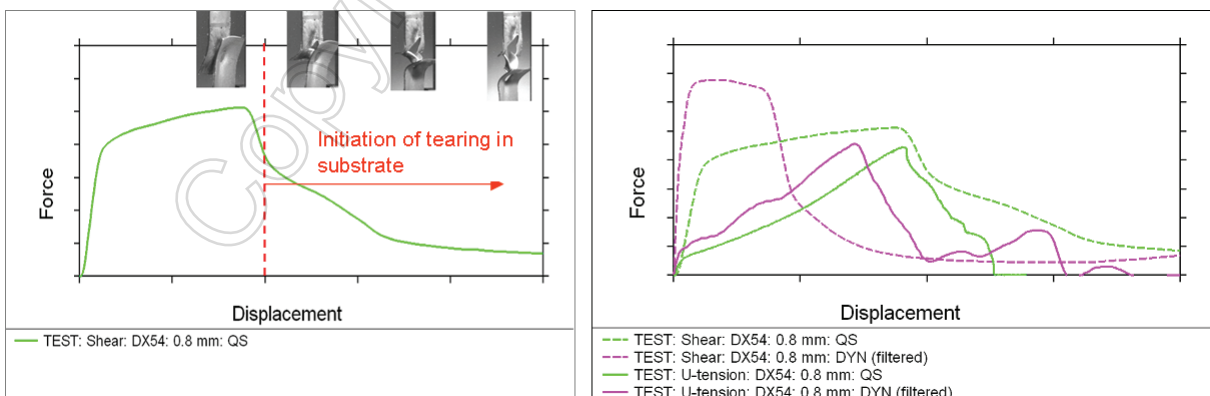 Copy
Initiation of tearing in
substrate
Force
Displacement
TEST: Shear: DX54: 0.8 mm: QS
Force
Displacement
TEST: Shear: DX54: 0.8 mm: QS
TEST: Shear: DX54: 0.8 mm: DYN (filtered)
TEST: U-tension: DX54: 0.8 mm: QS
TEST: U-tension: DX54: 0.8 mm: DYN (filtered)